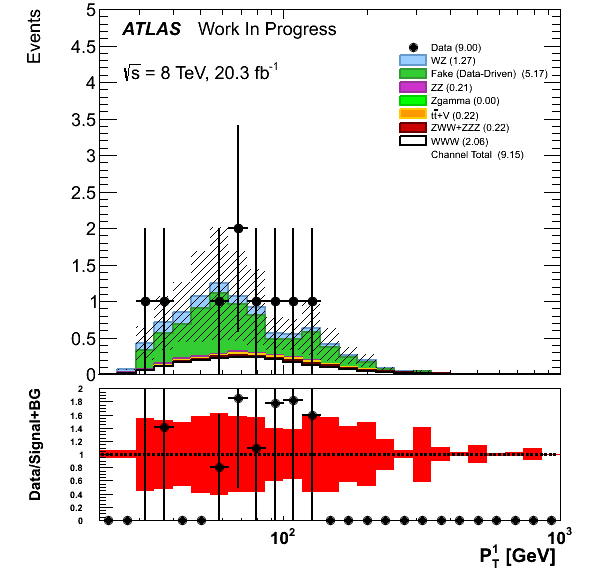 Events
ATLAS Work In Progress
√s = 8 TeV, 20.3 fb⁻¹
Data (9.00)
WZ (1.27)
Fake (Data-Driven) (5.17)
ZZ (0.21)
Zgamma (0.00)
tt̄+V (0.22)
ZWW+ZZZ (0.22)
WWW (2.06)
Channel Total (9.15)
5
4.5
4
3.5
3
2.5
2
1.5
1
0.5
0
Data/Signal+BG
2
1.8
1.6
1.4
1.2
1
0.8
0.6
0.4
0.2
0
10²
10³
P_T^1 [GeV]